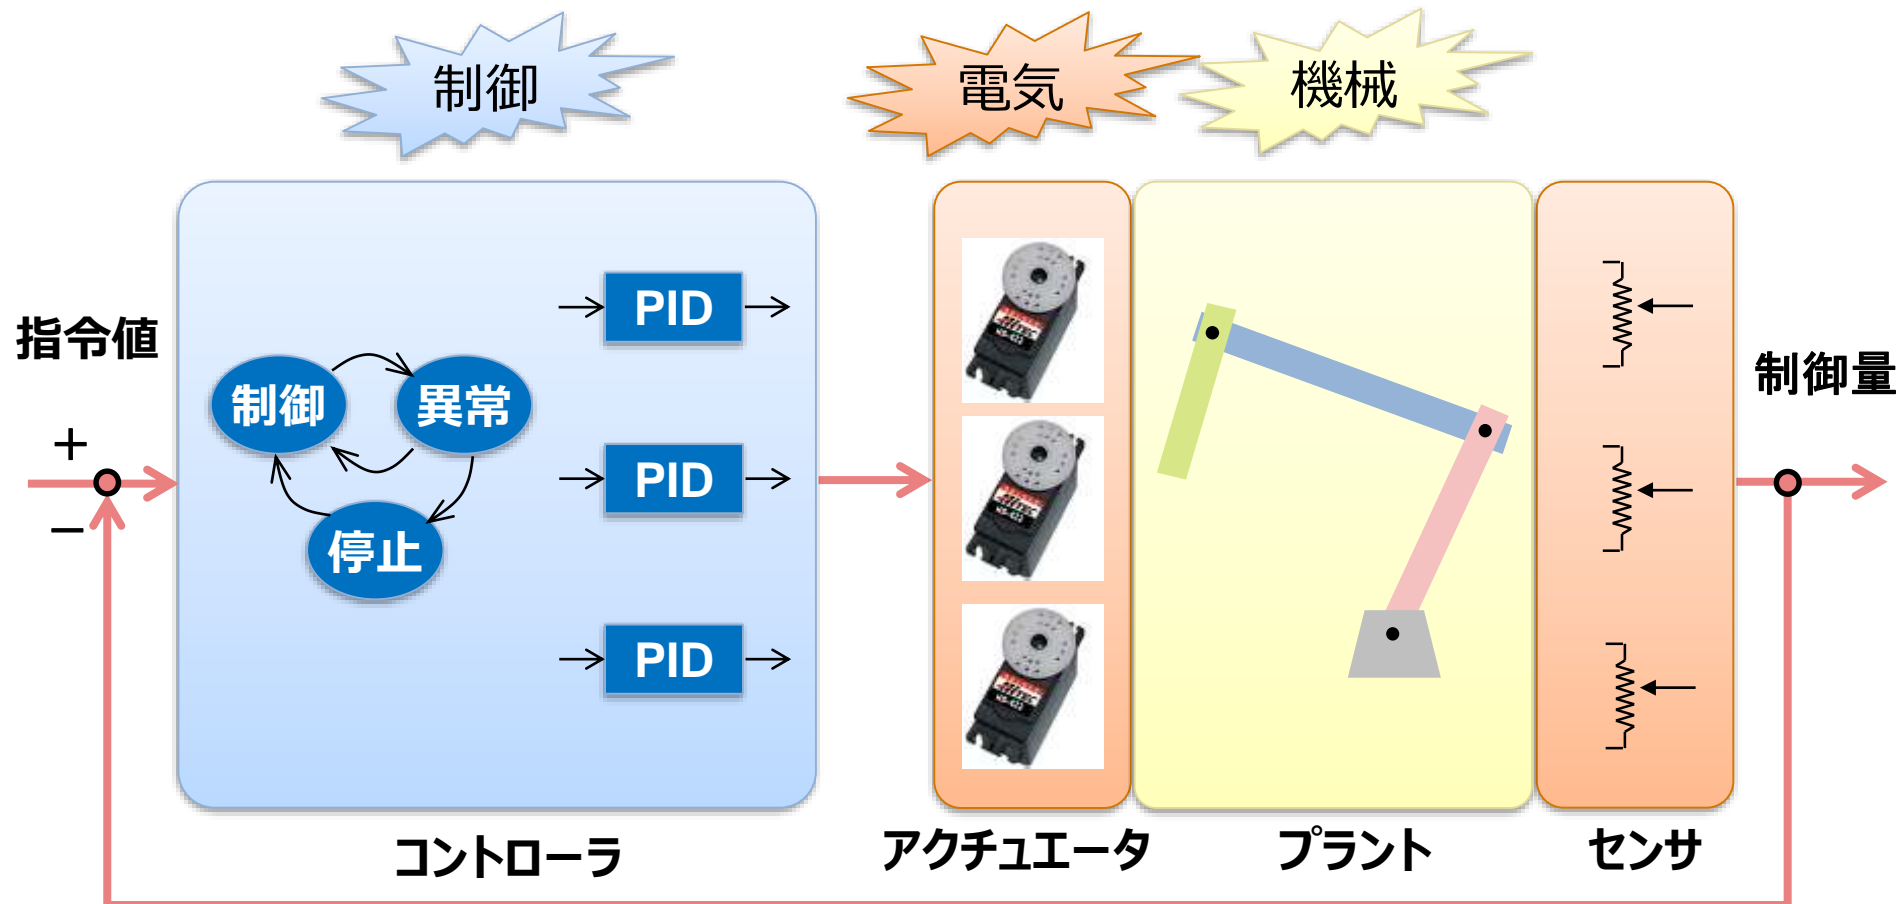 制御
電気
機械
指令値
+
−
制御
異常
停止
PID
PID
PID
制御量
コントローラ
アクチュエータ
プラント
センサ